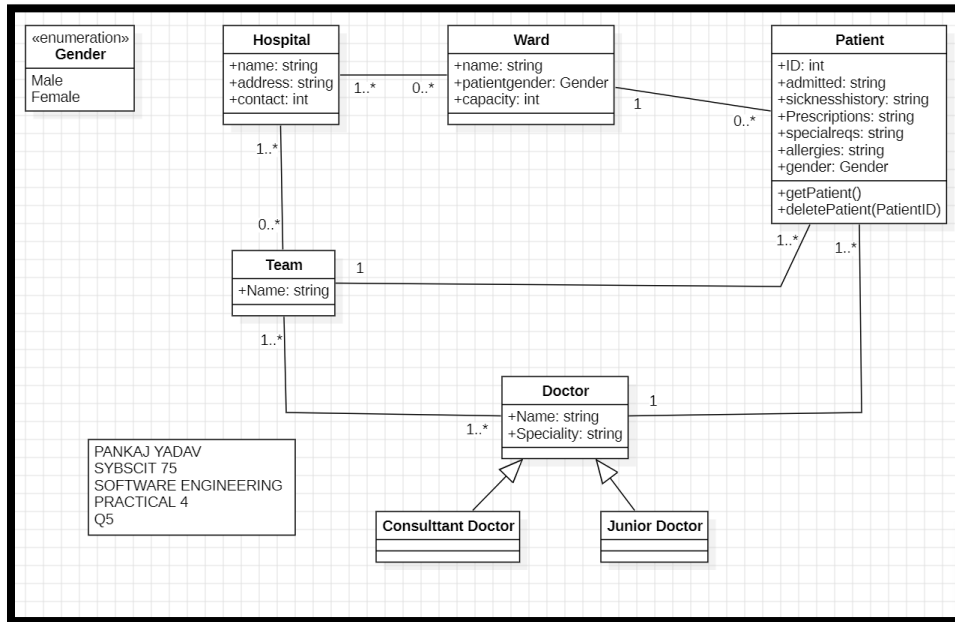 «enumeration»
Gender
Male
Female
Hospital
+name: string
+address: string
+contact: int
1..*
0..*
Ward
+name: string
+patientgender: Gender
+capacity: int
1
0..*
Patient
+ID: int
+admitted: string
+sicknesshistory: string
+Prescriptions: string
+specialreqs: string
+allergies: string
+gender: Gender
+getPatient()
+deletePatient(PatientID)
1..*
0..*
1..*
1..*
Team
+Name: string
1
1..*
Doctor
+Name: string
+Speciality: string
1
1..*
PANKAJ YADAV
SYBSCIT 75
SOFTWARE ENGINEERING
PRACTICAL 4
Q5
Consulttant Doctor
Junior Doctor